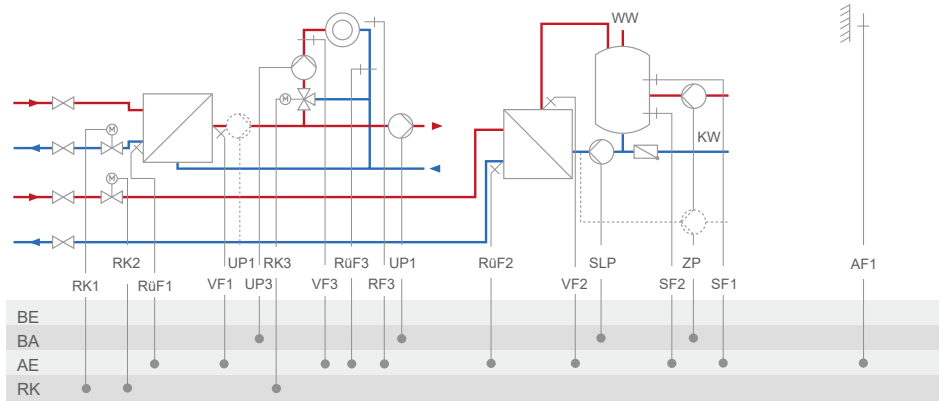 WW
M
KW
M
RK2 UP1 RK3 RüF3 UP1 RüF2 SLP ZP AF1
RK1 RüF1 VF1 UP3 VF3 RF3 VF2 SF2 SF1
BE
BA
AE
RK